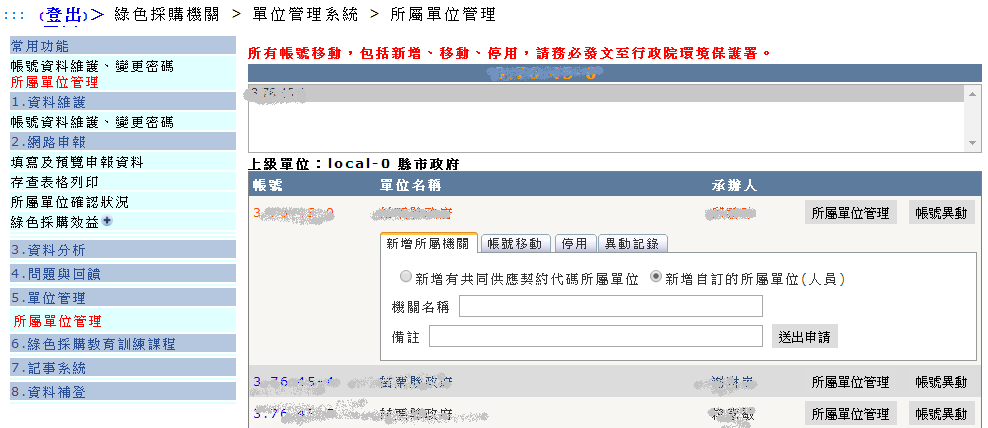 ::: (登出)> 綠色採購機關 > 單位管理系統 > 所屬單位管理
常用功能
帳號資料維護、變更密碼
所屬單位管理
1.資料維護
帳號資料維護、變更密碼
2.網路申報
填寫及預覽申報資料
存查表格列印
所屬單位確認狀況
綠色採購效益
3.資料分析
4.問題與回饋
5.單位管理
所屬單位管理
6.綠色採購教育訓練課程
7.記事系統
8.資料補登
所有帳號移動，包括新增、移動、停用，請務必發文至行政院環境保護署。
上級單位：local-0 縣市政府
帳號 單位名稱 承辦人
縣政府 所屬單位管理 帳號異動
新增所屬機關 帳號移動 停用 異動記錄
新增有共同供應契約代碼所屬單位 新增自訂的所屬單位(人員)
機關名稱
備註 送出申請
縣政府 所屬單位管理 帳號異動
縣政府 所屬單位管理 帳號異動